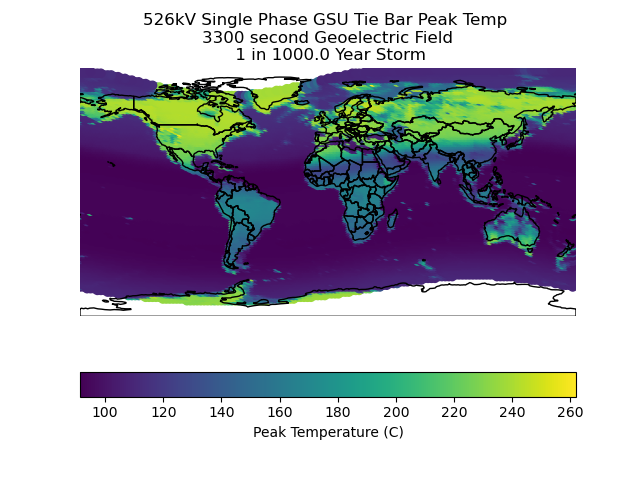 526kV Single Phase GSU Tie Bar Peak Temp
3300 second Geoelectric Field
1 in 1000.0 Year Storm
100 120 140 160 180 200 220 240 260
Peak Temperature (C)